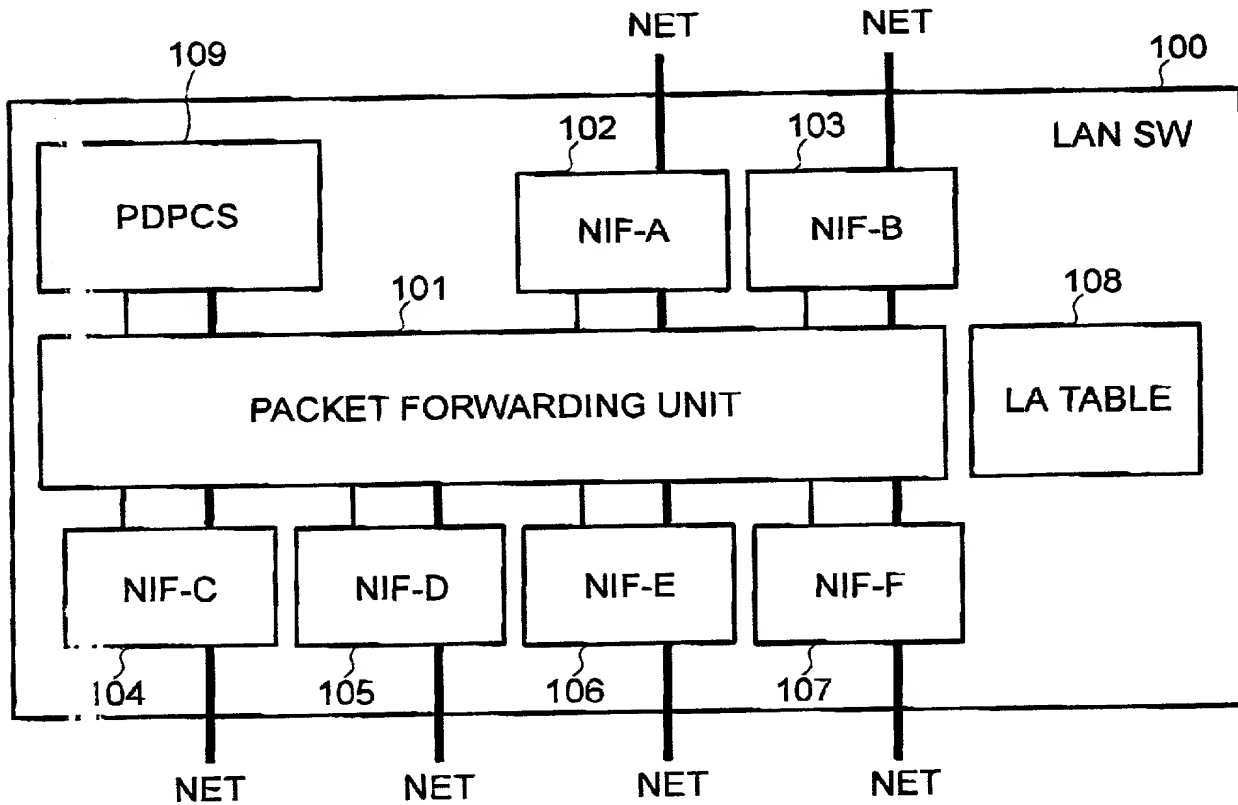 NET NET
109 100
102 103 LAN SW
PDPCS NIF-A NIF-B
101 108
PACKET FORWARDING UNIT LA TABLE
NIF-C NIF-D NIF-E NIF-F
104 105 106 107
NET NET NET NET